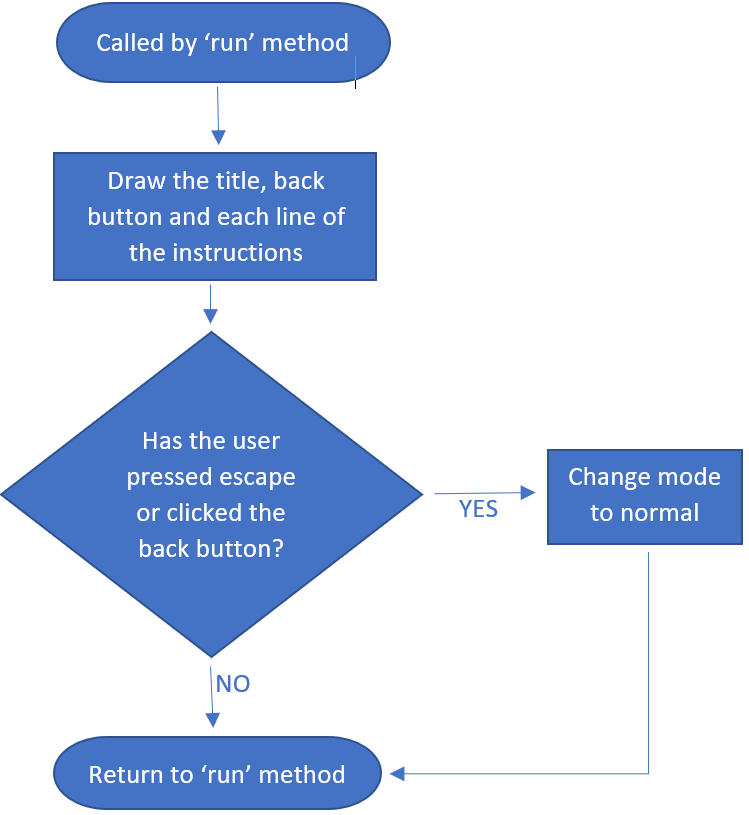 Called by ‘run’ method
Draw the title, back
button and each line of
the instructions
Has the user
pressed escape
or clicked the
back button?
YES
Change mode
to normal
NO
Return to ‘run’ method